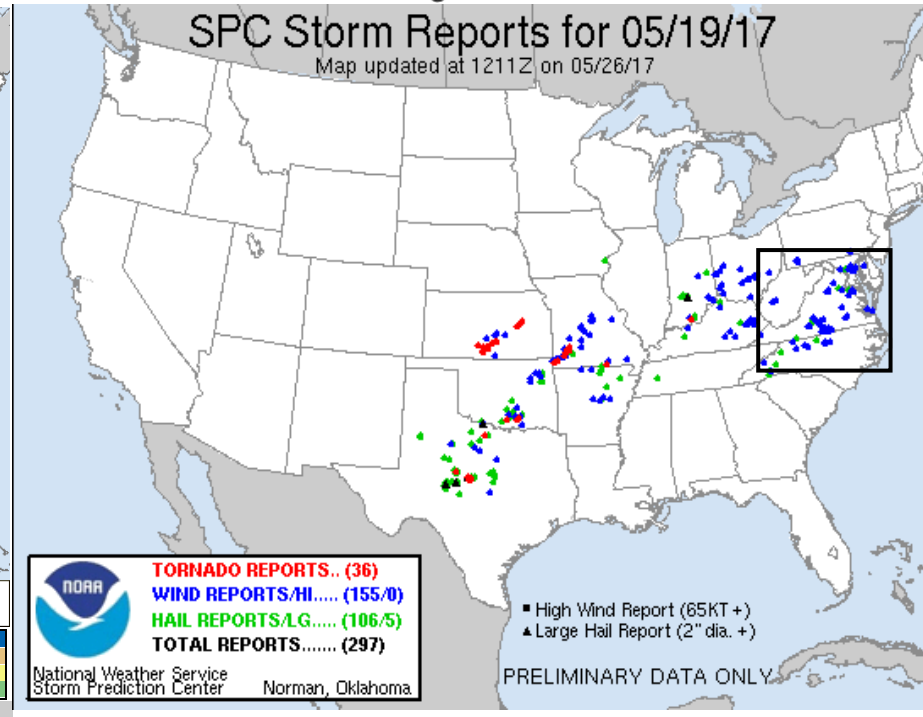 SPC Storm Reports for 05/19/17
Map updated at 1211Z on 05/26/17
NOAA
TORNADO REPORTS.. (36)
WIND REPORTS/HI..... (155/0)
HAIL REPORTS/LG..... (106/5)
TOTAL REPORTS....... (297)
National Weather Service
Storm Prediction Center Norman, Oklahoma
High Wind Report (65KT +)
Large Hail Report (2" dia. +)
PRELIMINARY DATA ONLY